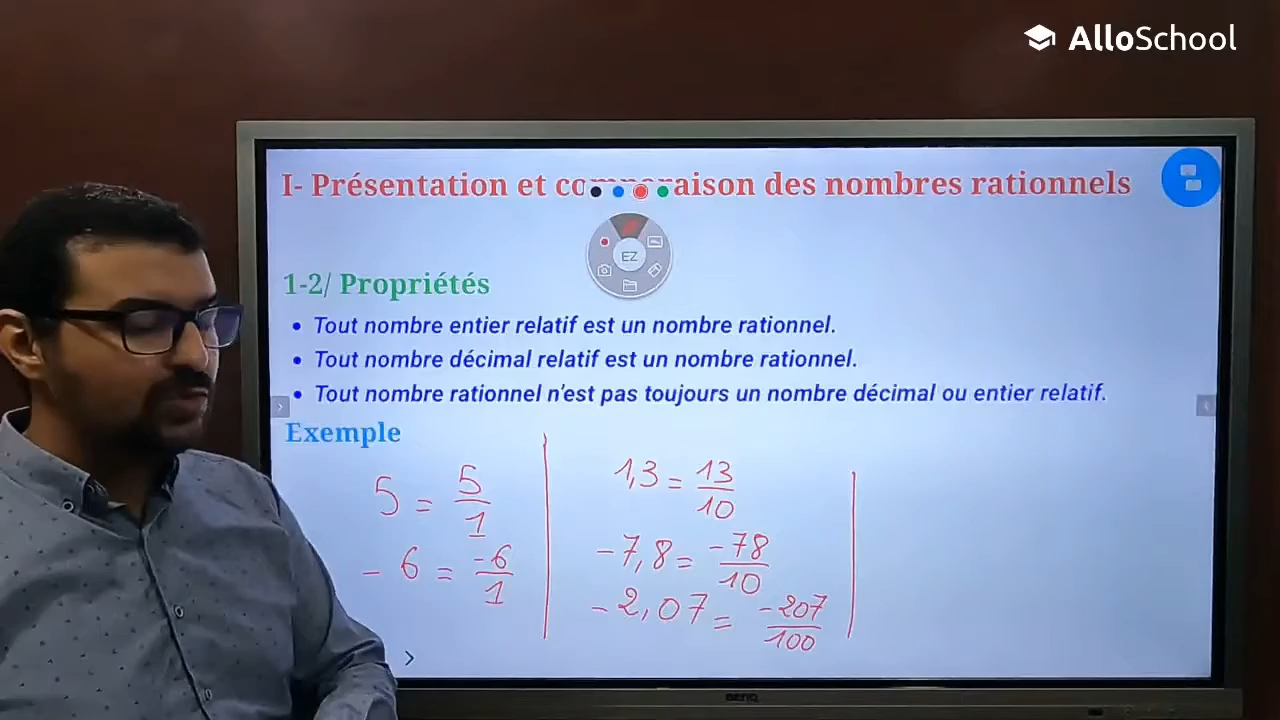 AlloSchool
I- Présentation et co raison des nombres rationnels
EZ
1-2/ Propriétés
• Tout nombre entier relatif est un nombre rationnel.
• Tout nombre décimal relatif est un nombre rationnel.
• Tout nombre rationnel n'est pas toujours un nombre décimal ou entier relatif.
Exemple
5 = 5/1
- 6 = -6/1
1,3 = 13/10
-7,8 = -78/10
-2,07 = -207/100
BENQ